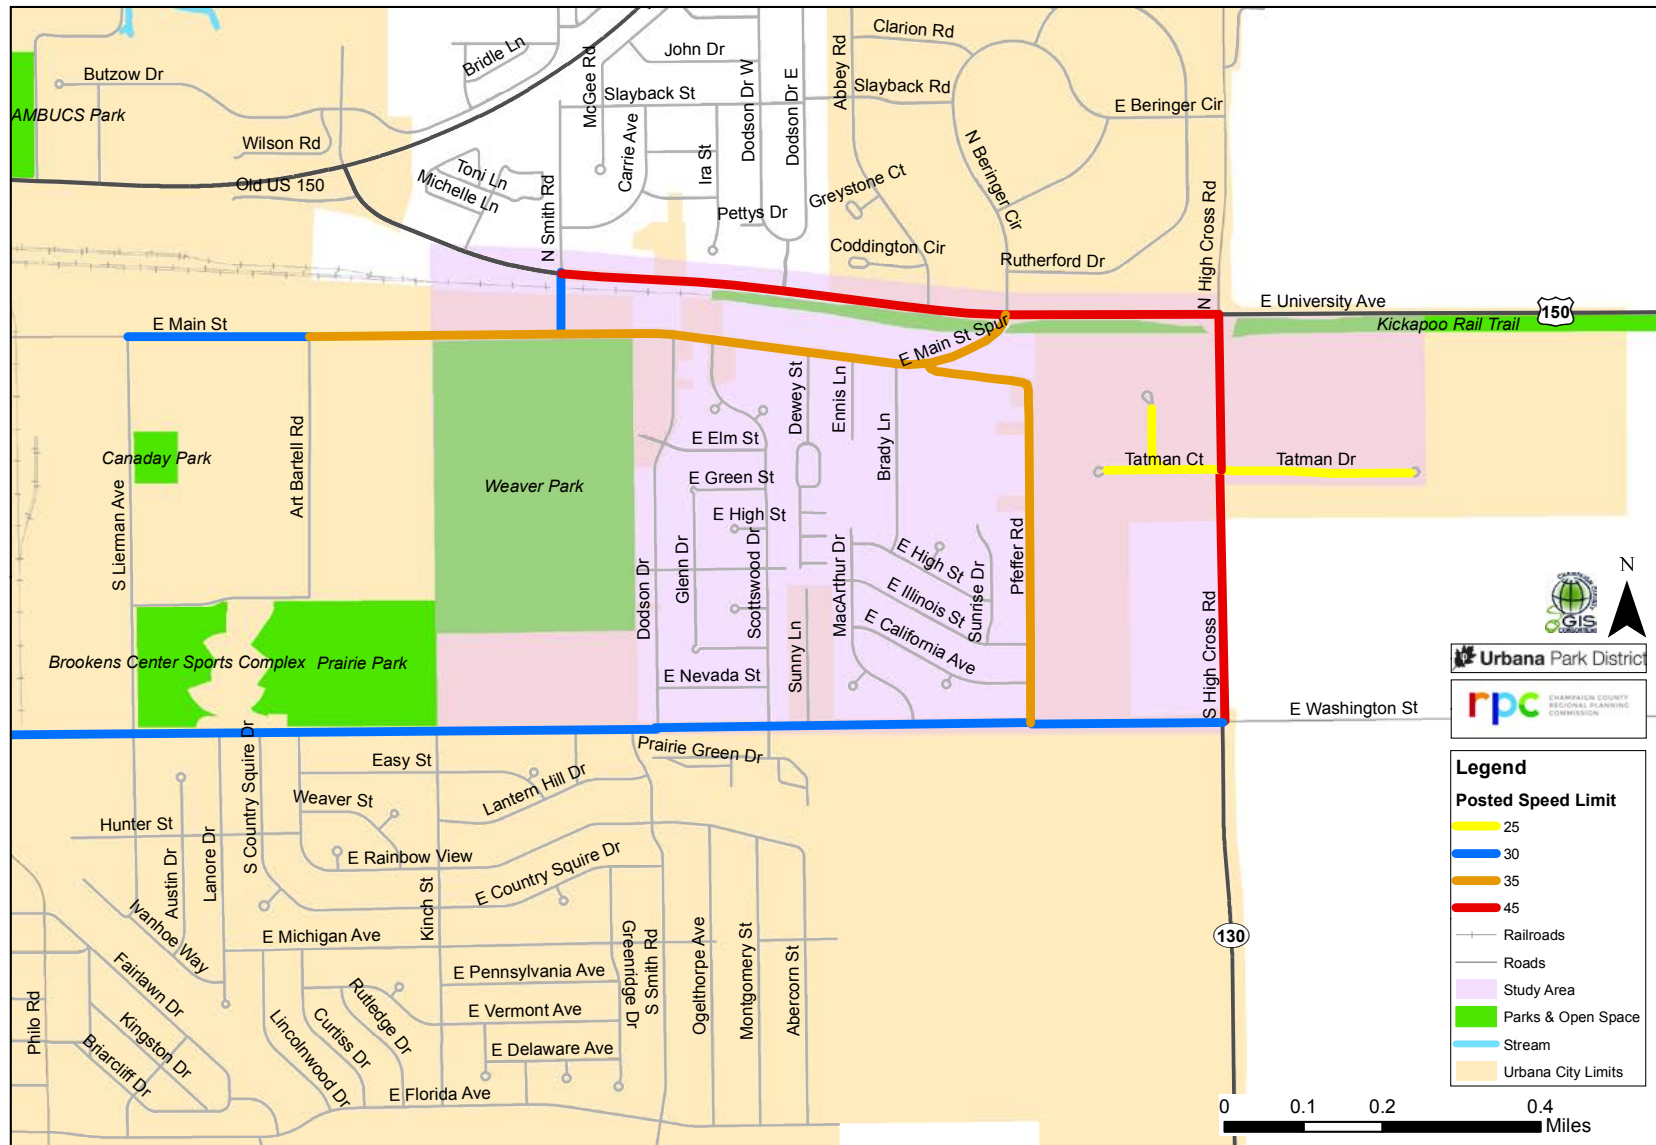 Clarion Rd
Bridle Ln
John Dr
McGee Rd
Abbey Rd
Butzow Dr
Dodson Dr W
Dodson Dr E
Slayback St
Slayback Rd
E Beringer Cir
AMBUCS Park
Wilson Rd
Carrie Ave
Ira St
N Beringer Cir
Toni Ln
Michelle Ln
Old US 150
Greystone Ct
Pettys Dr
N Smith Rd
N High Cross Rd
Coddington Cir
Rutherford Dr
E University Ave
150
Kickapoo Rail Trail
E Main St
E Main St Spur
Dewey St
Ennis Ln
Brady Ln
E Elm St
Canaday Park
Art Bartell Rd
Tatman Ct
Tatman Dr
Weaver Park
E Green St
S Lierman Ave
E High St
Scottswood Dr
MacArthur Dr
E High St
Sunrise Dr
Pfeffer Rd
Glenn Dr
Dodson Dr
E Illinois St
E California Ave
Sunny Ln
S High Cross Rd
Brookens Center Sports Complex
Prairie Park
E Nevada St
E Washington St
S Country Squire Dr
Prairie Green Dr
Easy St
Lantern Hill Dr
Weaver St
Hunter St
Austin Dr
Lanore Dr
E Rainbow View
E Country Squire Dr
Kinch St
Ivanhoe Way
E Michigan Ave
Greenridge Dr
S Smith Rd
Ogelthorpe Ave
Montgomery St
Abercorn St
130
Fairlawn Dr
E Pennsylvania Ave
Rutledge Dr
E Vermont Ave
Philo Rd
Kingston Dr
Briarcliff Dr
Lincolnwood Dr
Curtiss Dr
E Delaware Ave
E Florida Ave
N
CHAMPAIGN COUNTY
GIS
CONSORTIUM
Urbana Park District
rpc
CHAMPAIGN COUNTY
REGIONAL PLANNING
COMMISSION
Legend
Posted Speed Limit
25
30
35
45
Railroads
Roads
Study Area
Parks & Open Space
Stream
Urbana City Limits
0 0.1 0.2 0.4
Miles